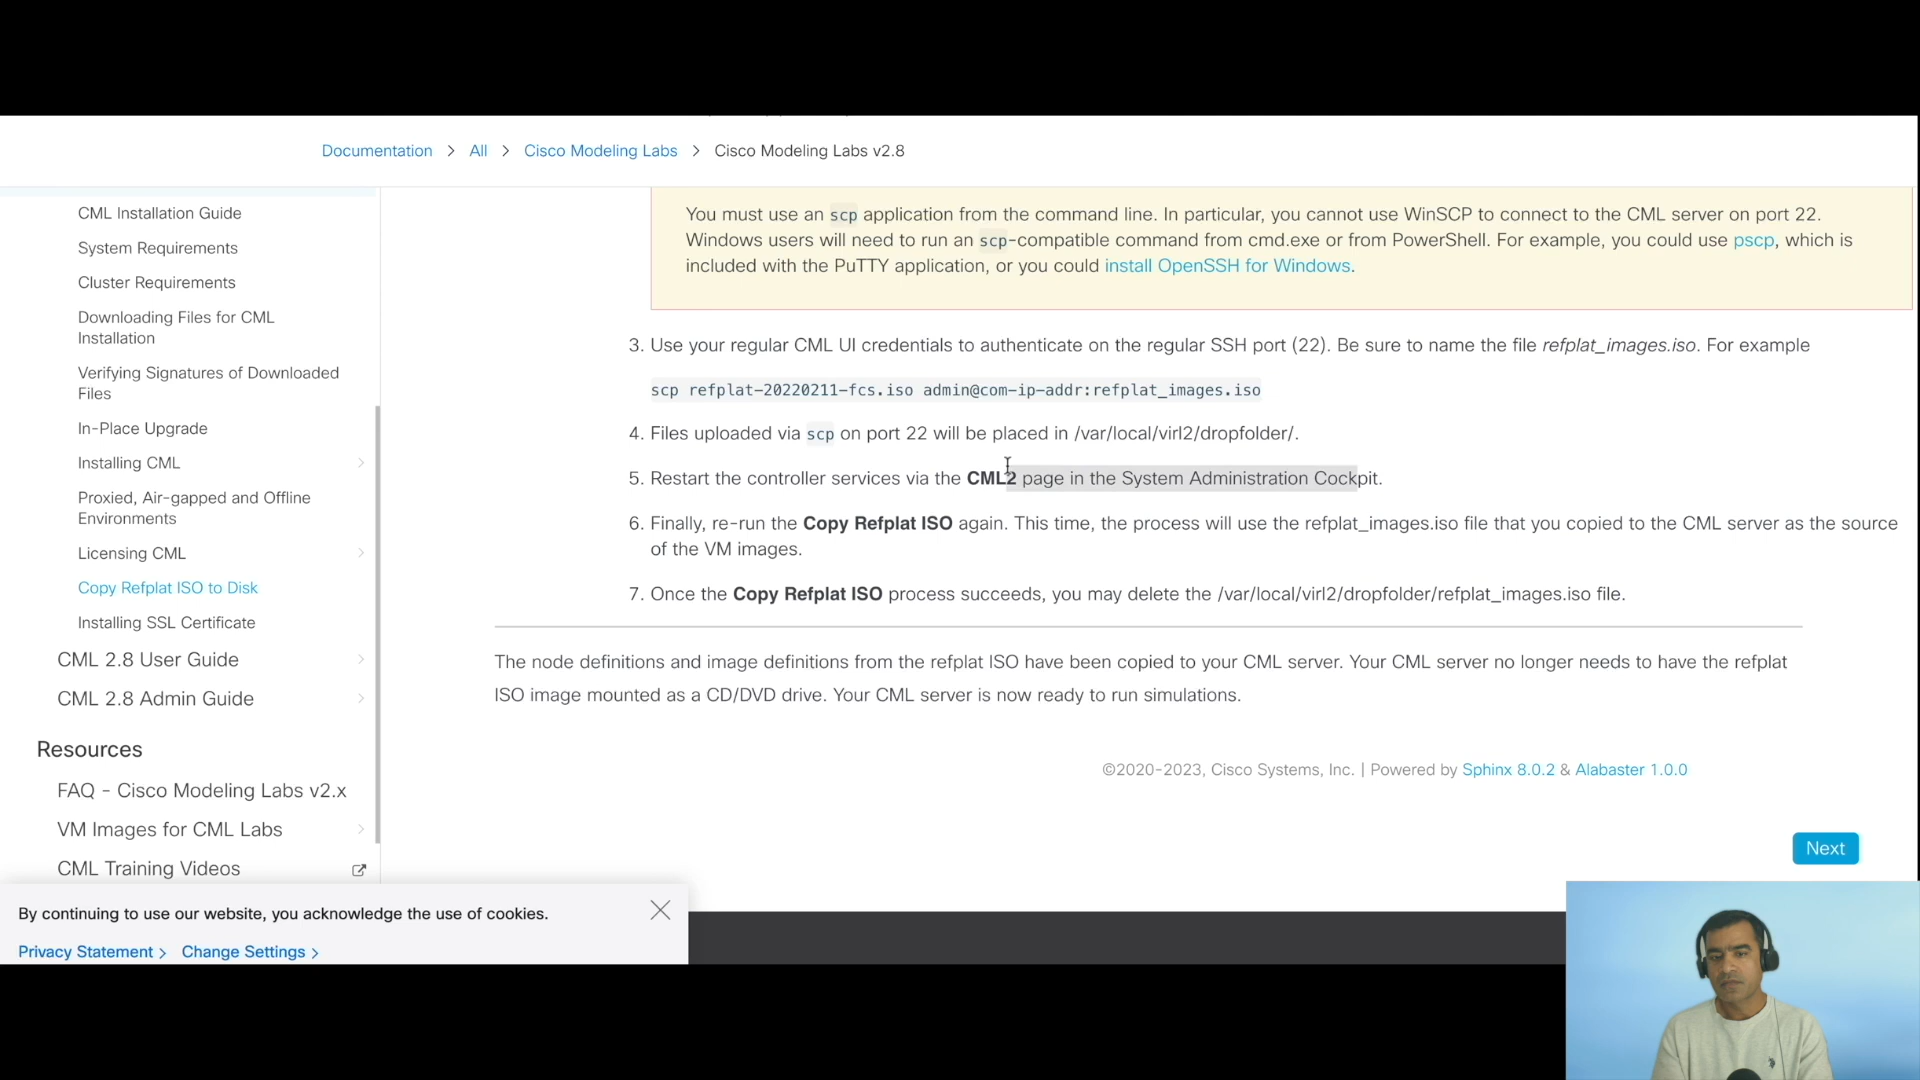 Documentation > All > Cisco Modeling Labs > Cisco Modeling Labs v2.8
CML Installation Guide
System Requirements
Cluster Requirements
Downloading Files for CML
Installation
Verifying Signatures of Downloaded
Files
In-Place Upgrade
Installing CML
Proxied, Air-gapped and Offline
Environments
Licensing CML
Copy Refplat ISO to Disk
Installing SSL Certificate
CML 2.8 User Guide
CML 2.8 Admin Guide
Resources
FAQ - Cisco Modeling Labs v2.x
VM Images for CML Labs
CML Training Videos
You must use an scp application from the command line. In particular, you cannot use WinSCP to connect to the CML server on port 22.
Windows users will need to run an scp-compatible command from cmd.exe or from PowerShell. For example, you could use pscp, which is
included with the PuTTY application, or you could install OpenSSH for Windows.
3. Use your regular CML UI credentials to authenticate on the regular SSH port (22). Be sure to name the file refplat_images.iso. For example
scp refplat-20220211-fcs.iso admin@com-ip-addr:refplat_images.iso
4. Files uploaded via scp on port 22 will be placed in /var/local/virl2/dropfolder/.
5. Restart the controller services via the CML2 page in the System Administration Cockpit.
6. Finally, re-run the Copy Refplat ISO again. This time, the process will use the refplat_images.iso file that you copied to the CML server as the source
of the VM images.
7. Once the Copy Refplat ISO process succeeds, you may delete the /var/local/virl2/dropfolder/refplat_images.iso file.
The node definitions and image definitions from the refplat ISO have been copied to your CML server. Your CML server no longer needs to have the refplat
ISO image mounted as a CD/DVD drive. Your CML server is now ready to run simulations.
©2020-2023, Cisco Systems, Inc. | Powered by Sphinx 8.0.2 & Alabaster 1.0.0
Next
By continuing to use our website, you acknowledge the use of cookies.
Privacy Statement > Change Settings >